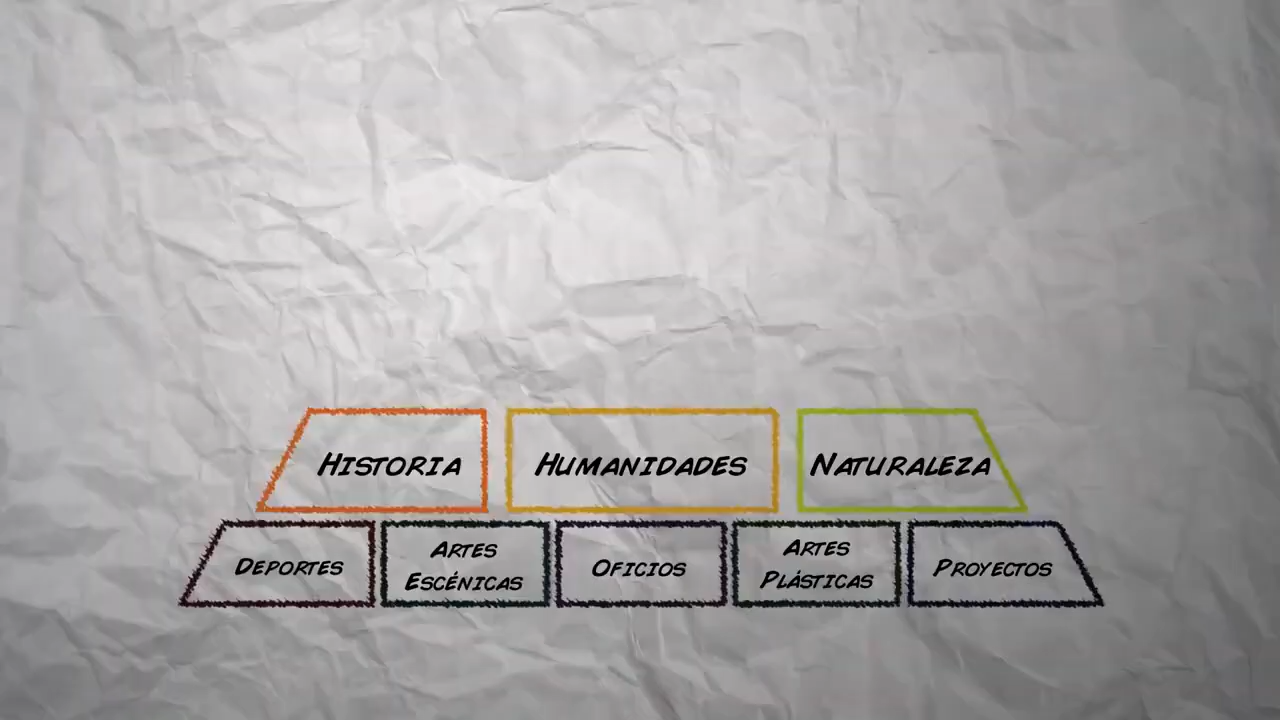 HISTORIA
HUMANIDADES
NATURALEZA
DEPORTES
ARTES
ESCÉNICAS
OFICIOS
ARTES
PLÁSTICAS
PROYECTOS